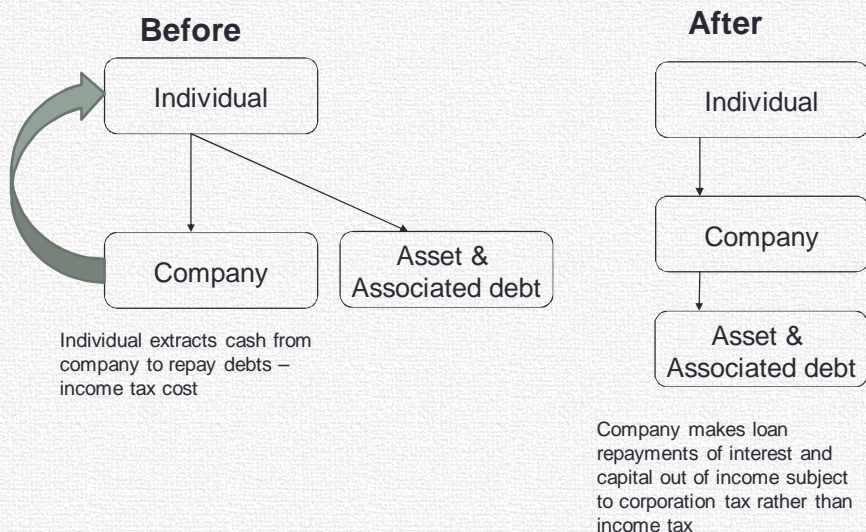 Before
Individual
Company
Asset &
Associated debt
Individual extracts cash from
company to repay debts –
income tax cost
After
Individual
Company
Asset &
Associated debt
Company makes loan
repayments of interest and
capital out of income subject
to corporation tax rather than
income tax